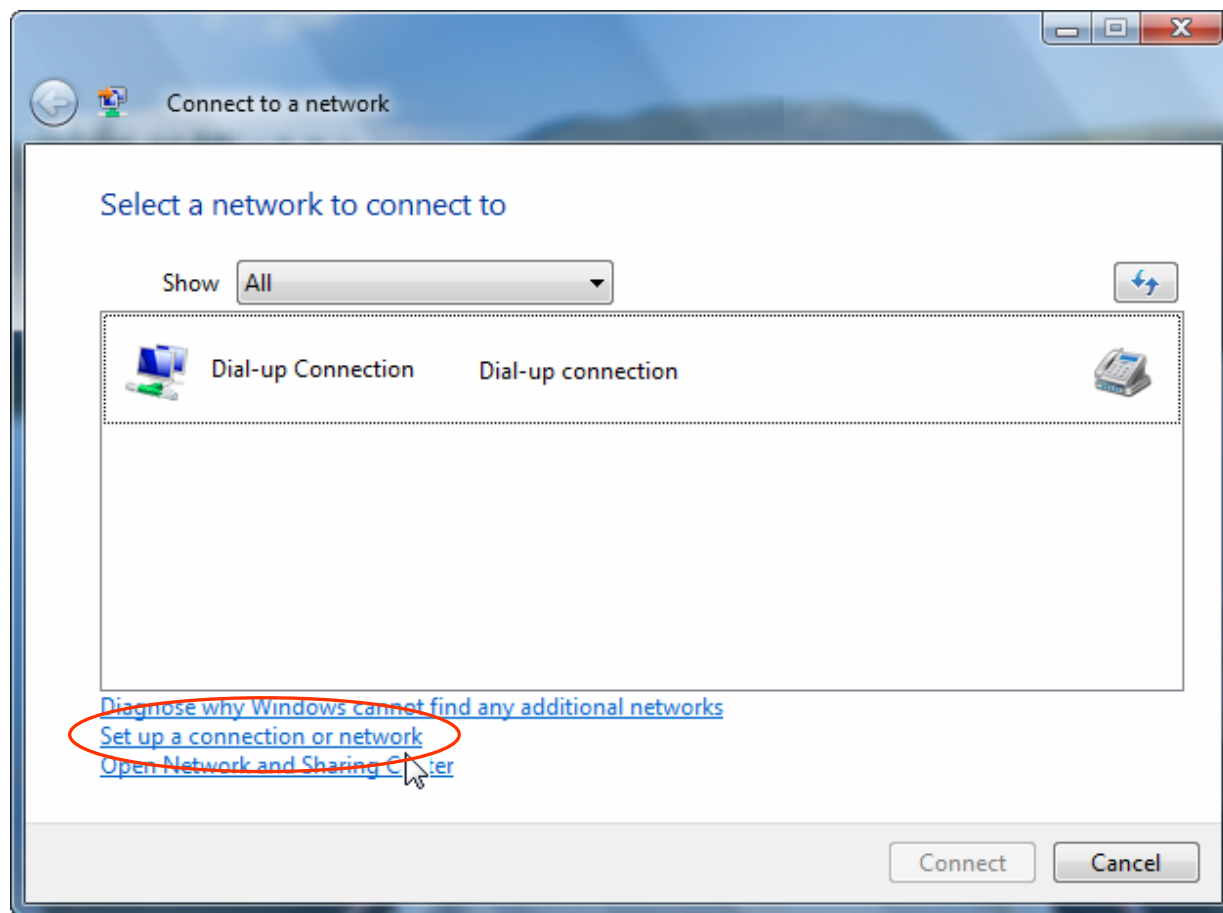 Connect to a network
Select a network to connect to
Show All
Dial-up Connection Dial-up connection
Diagnose why Windows cannot find any additional networks
Set up a connection or network
Open Network and Sharing Center
Connect Cancel